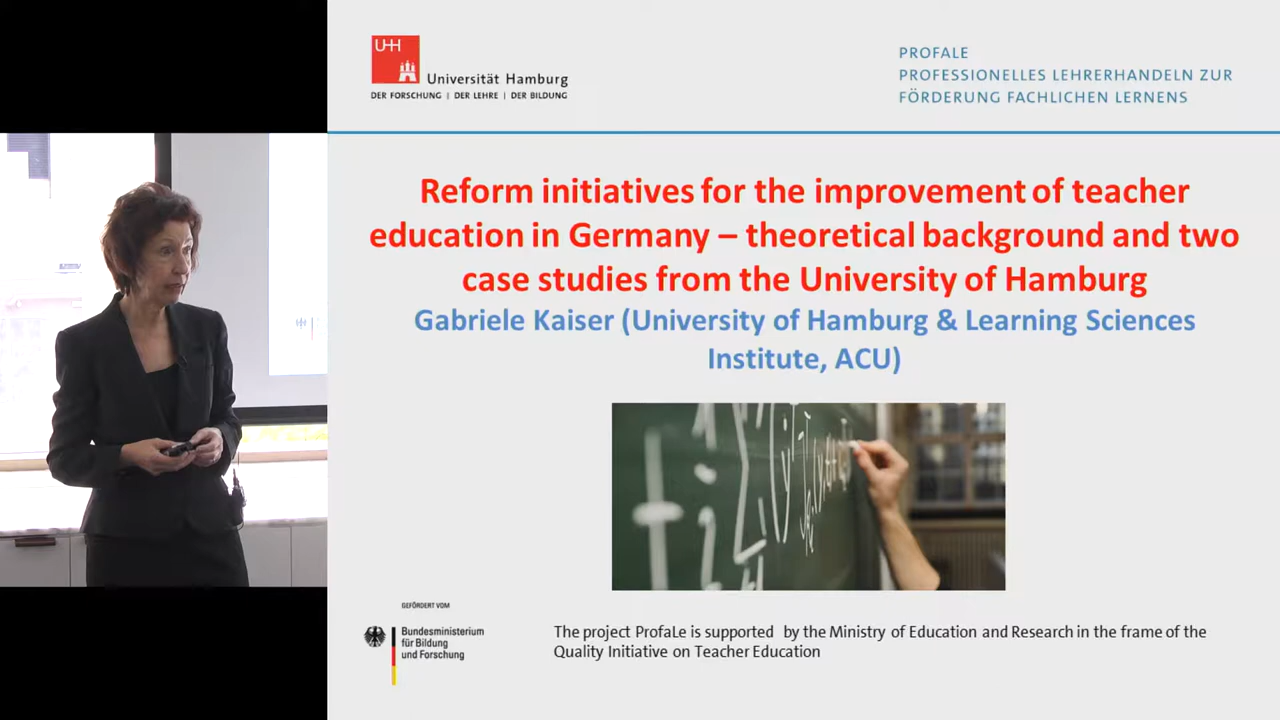 UHH
Universität Hamburg
DER FORSCHUNG | DER LEHRE | DER BILDUNG
PROFALE
PROFESSIONELLES LEHRERHANDELN ZUR
FÖRDERUNG FACHLICHEN LERNENS
Reform initiatives for the improvement of teacher
education in Germany – theoretical background and two
case studies from the University of Hamburg
Gabriele Kaiser (University of Hamburg & Learning Sciences
Institute, ACU)
GEFÖRDERT VOM
Bundesministerium
für Bildung
und Forschung
The project ProfaLe is supported by the Ministry of Education and Research in the frame of the
Quality Initiative on Teacher Education